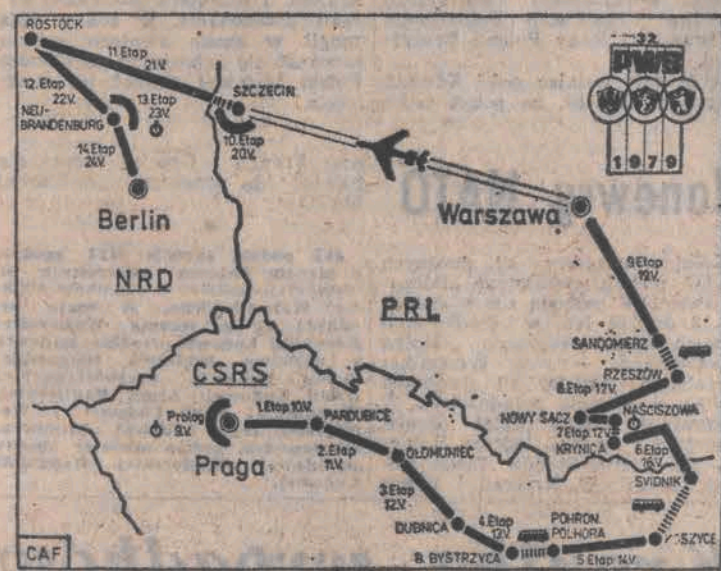 ROSTOCK
11.Etap
21.V.
12.Etap
22.V.
NEU-
BRANDENBURG
13.Etap
23.V.
14.Etap
24.V.
Berlin
NRD
SZCZECIN
10.Etap
20.V.
32.
PWB
1979
Warszawa
9.Etap
19.V.
PRL
SANDOMIERZ
RZESZÓW
8.Etap 17.V.
NOWY SĄCZ
NAŚCISZOWA
7.Etap
KRYNICA
6.Etap
16.V.
SVIDNIK
CSRS
Prolog
9.V.
Praga
1.Etap 10.V.
PARDUBICE
2.Etap
11.V.
OŁOMUNIEC
3.Etap
12.V.
DUBNICA
4.Etap
13.V.
B. BYSTRZYCA
POHRON.
POLHORA
5.Etap 14.V.
KOSZYCE
CAF